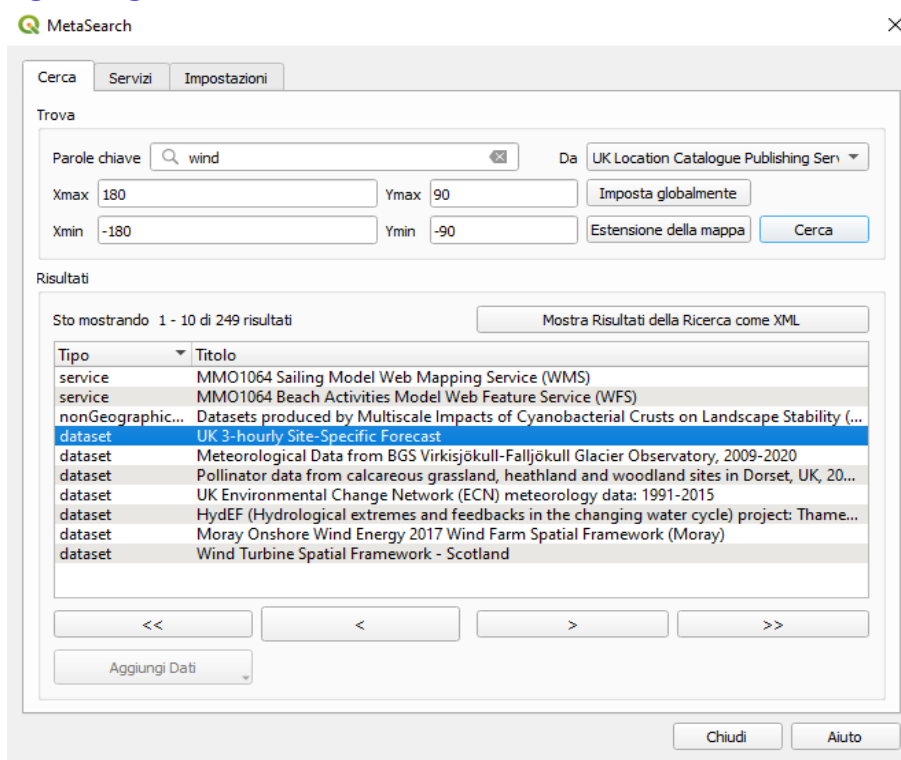 MetaSearch
Cerca Servizi Impostazioni
Trova
Parole chiave wind Da UK Location Catalogue Publishing Serv
Xmax 180 Ymax 90 Imposta globalmente
Xmin -180 Ymin -90 Estensione della mappa Cerca
Risultati
Sto mostrando 1 - 10 di 249 risultati Mostra Risultati della Ricerca come XML
Tipo Titolo
service MMO1064 Sailing Model Web Mapping Service (WMS)
service MMO1064 Beach Activities Model Web Feature Service (WFS)
nonGeographic... Datasets produced by Multiscale Impacts of Cyanobacterial Crusts on Landscape Stability (...
dataset UK 3-hourly Site-Specific Forecast
dataset Meteorological Data from BGS Virkisjökull-Falljökull Glacier Observatory, 2009-2020
dataset Pollinator data from calcareous grassland, heathland and woodland sites in Dorset, UK, 20...
dataset UK Environmental Change Network (ECN) meteorology data: 1991-2015
dataset HydEF (Hydrological extremes and feedbacks in the changing water cycle) project: Thame...
dataset Moray Onshore Wind Energy 2017 Wind Farm Spatial Framework (Moray)
dataset Wind Turbine Spatial Framework - Scotland
<< < > >>
Aggiungi Dati
Chiudi Aiuto